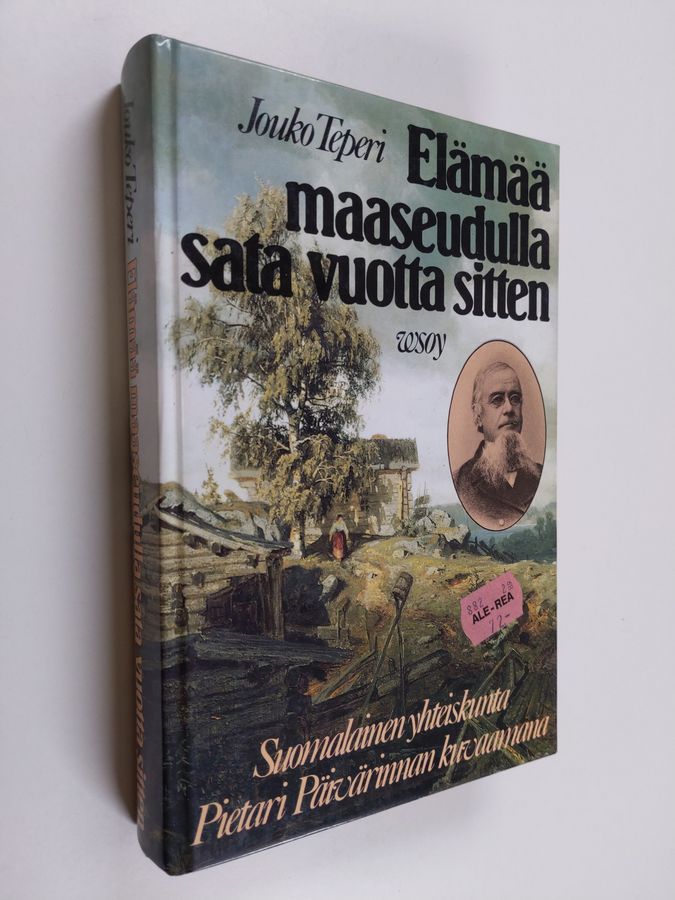 Jouko Teperi
Elämää
maaseudulla
sata vuotta sitten
wsoy
882
ALE-REA
Suomalainen yhteiskunta
Pietari Päivärinnan kuvaamana
Jouko Teperi Elämää maaseudulla sata vuotta sitten